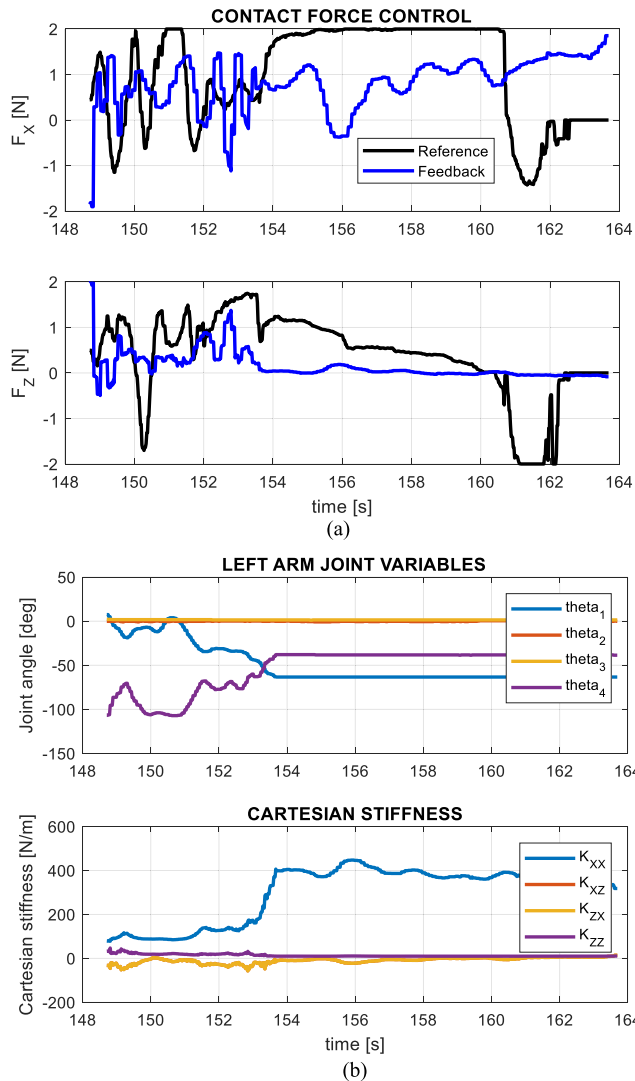 CONTACT FORCE CONTROL
2
1
0
-1
-2
F_X [N]
Reference
Feedback
148 150 152 154 156 158 160 162 164
2
1
0
-1
-2
F_Z [N]
148 150 152 154 156 158 160 162 164
time [s]
(a)
LEFT ARM JOINT VARIABLES
50
0
-50
-100
-150
Joint angle [deg]
theta_1
theta_2
theta_3
theta_4
148 150 152 154 156 158 160 162 164
CARTESIAN STIFFNESS
600
400
200
0
-200
Cartesian stiffness [N/m]
K_XX
K_XZ
K_ZX
K_ZZ
148 150 152 154 156 158 160 162 164
time [s]
(b)